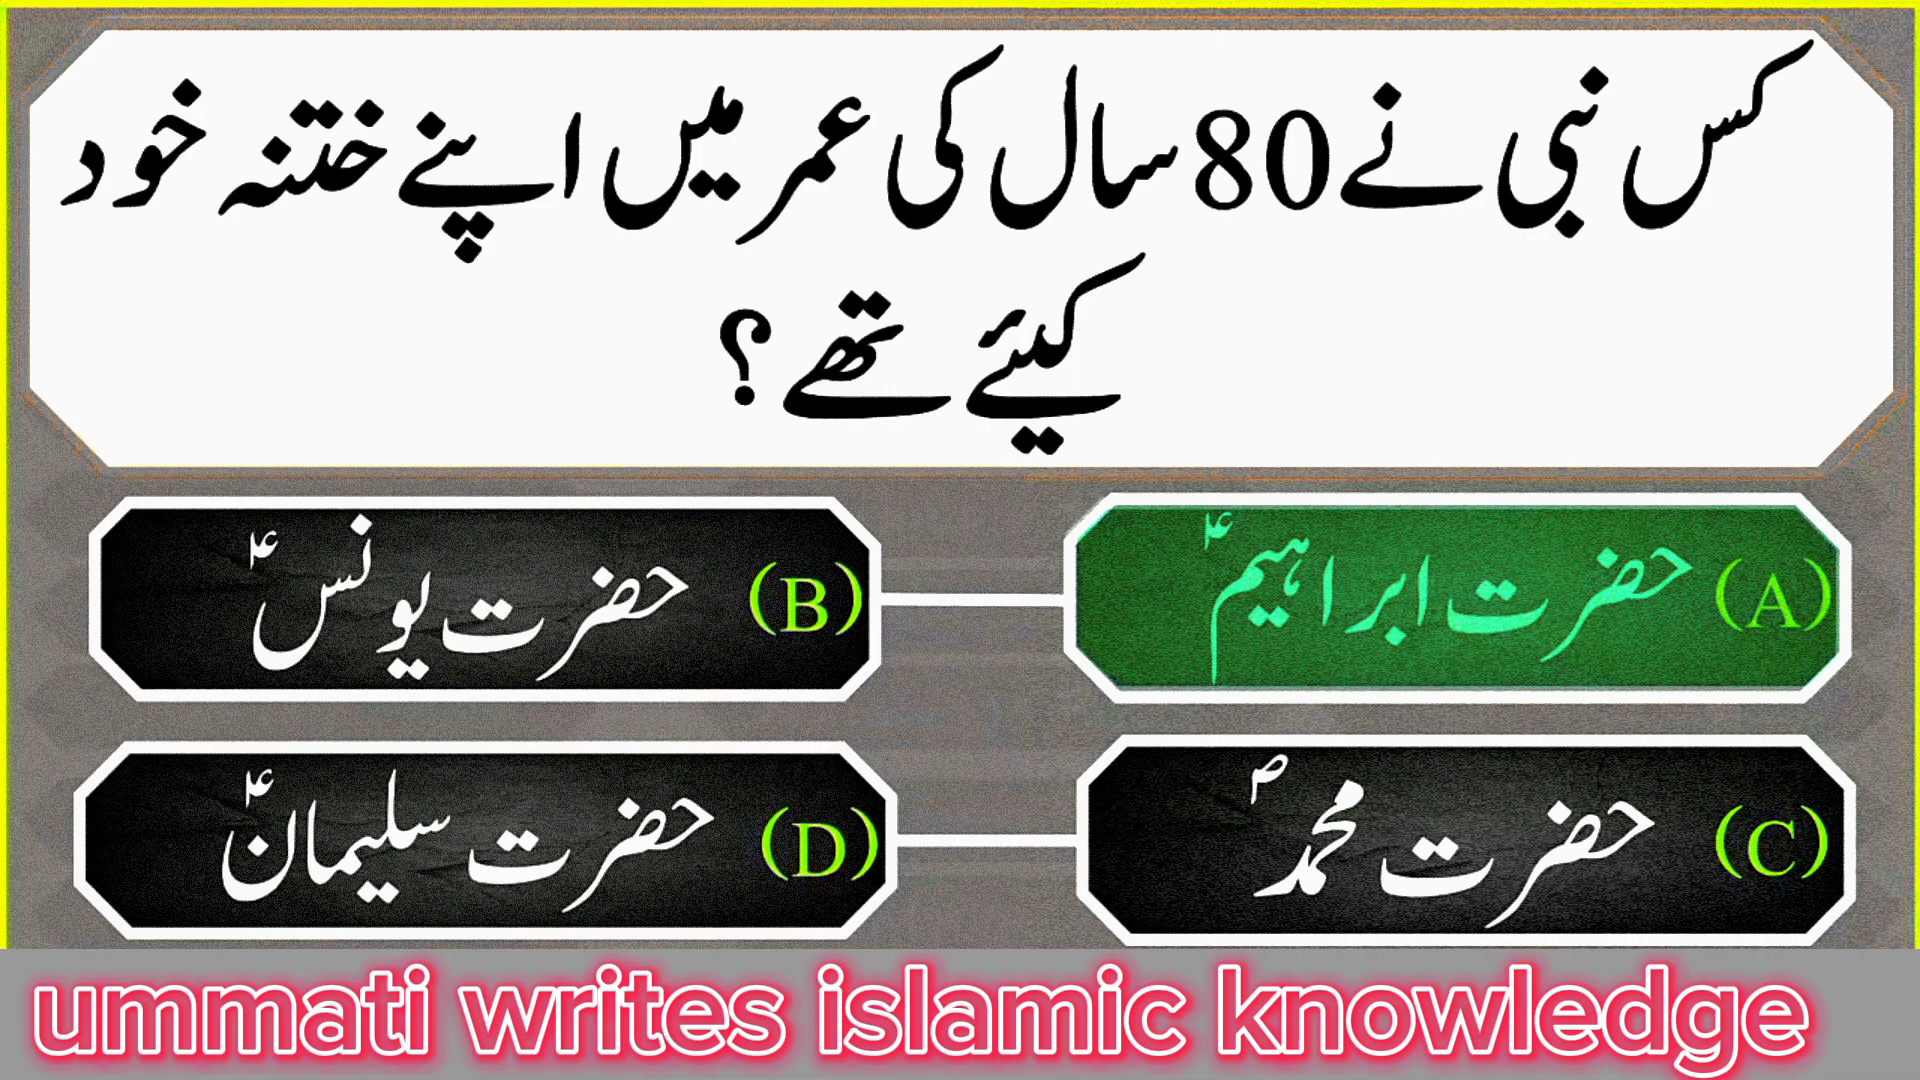 کس نبی نے 80 سال کی عمر میں اپنے ختنہ خود
کیئے تھے ؟
(A) حضرت ابراہیمؑ
(B) حضرت یونسؑ
(C) حضرت محمدؐ
(D) حضرت سلیمانؑ
ummati writes islamic knowledge